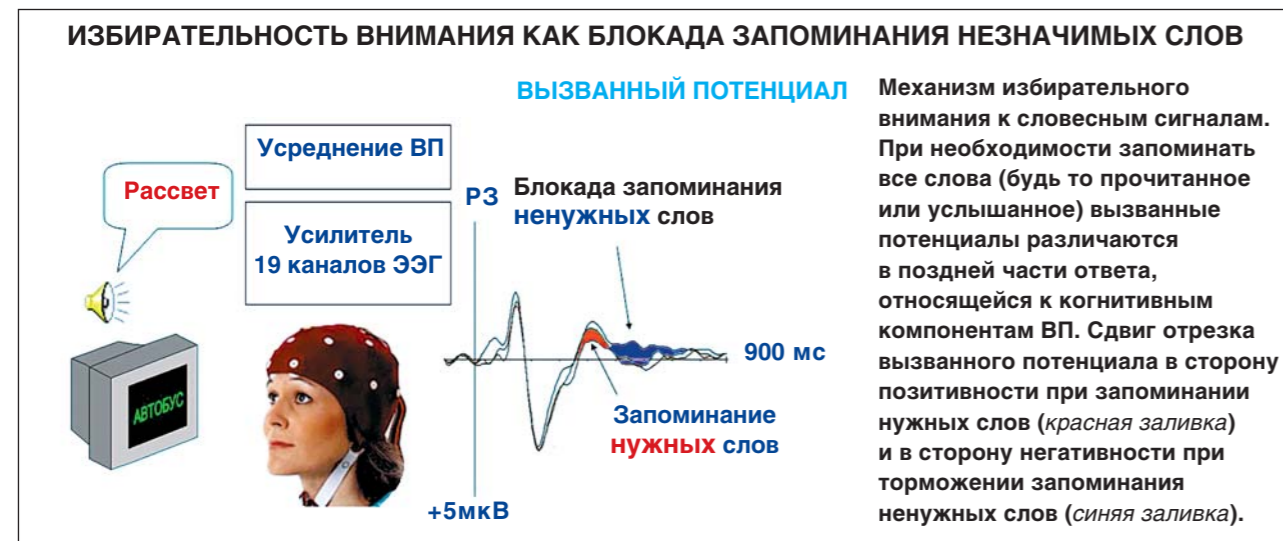 ИЗБИРАТЕЛЬНОСТЬ ВНИМАНИЯ КАК БЛОКАДА ЗАПОМИНАНИЯ НЕЗНАЧИМЫХ СЛОВ
ВЫЗВАННЫЙ ПОТЕНЦИАЛ
Усреднение ВП
Рассвет
Усилитель
19 каналов ЭЭГ
РЗ
Блокада запоминания
ненужных слов
900 мс
АВТОБУС
Запоминание
нужных слов
+5мкВ
Механизм избирательного
внимания к словесным сигналам.
При необходимости запоминать
все слова (будь то прочитанное
или услышанное) вызванные
потенциалы различаются
в поздней части ответа,
относящейся к когнитивным
компонентам ВП. Сдвиг отрезка
вызванного потенциала в сторону
позитивности при запоминании
нужных слов (красная заливка)
и в сторону негативности при
торможении запоминания
ненужных слов (синяя заливка).